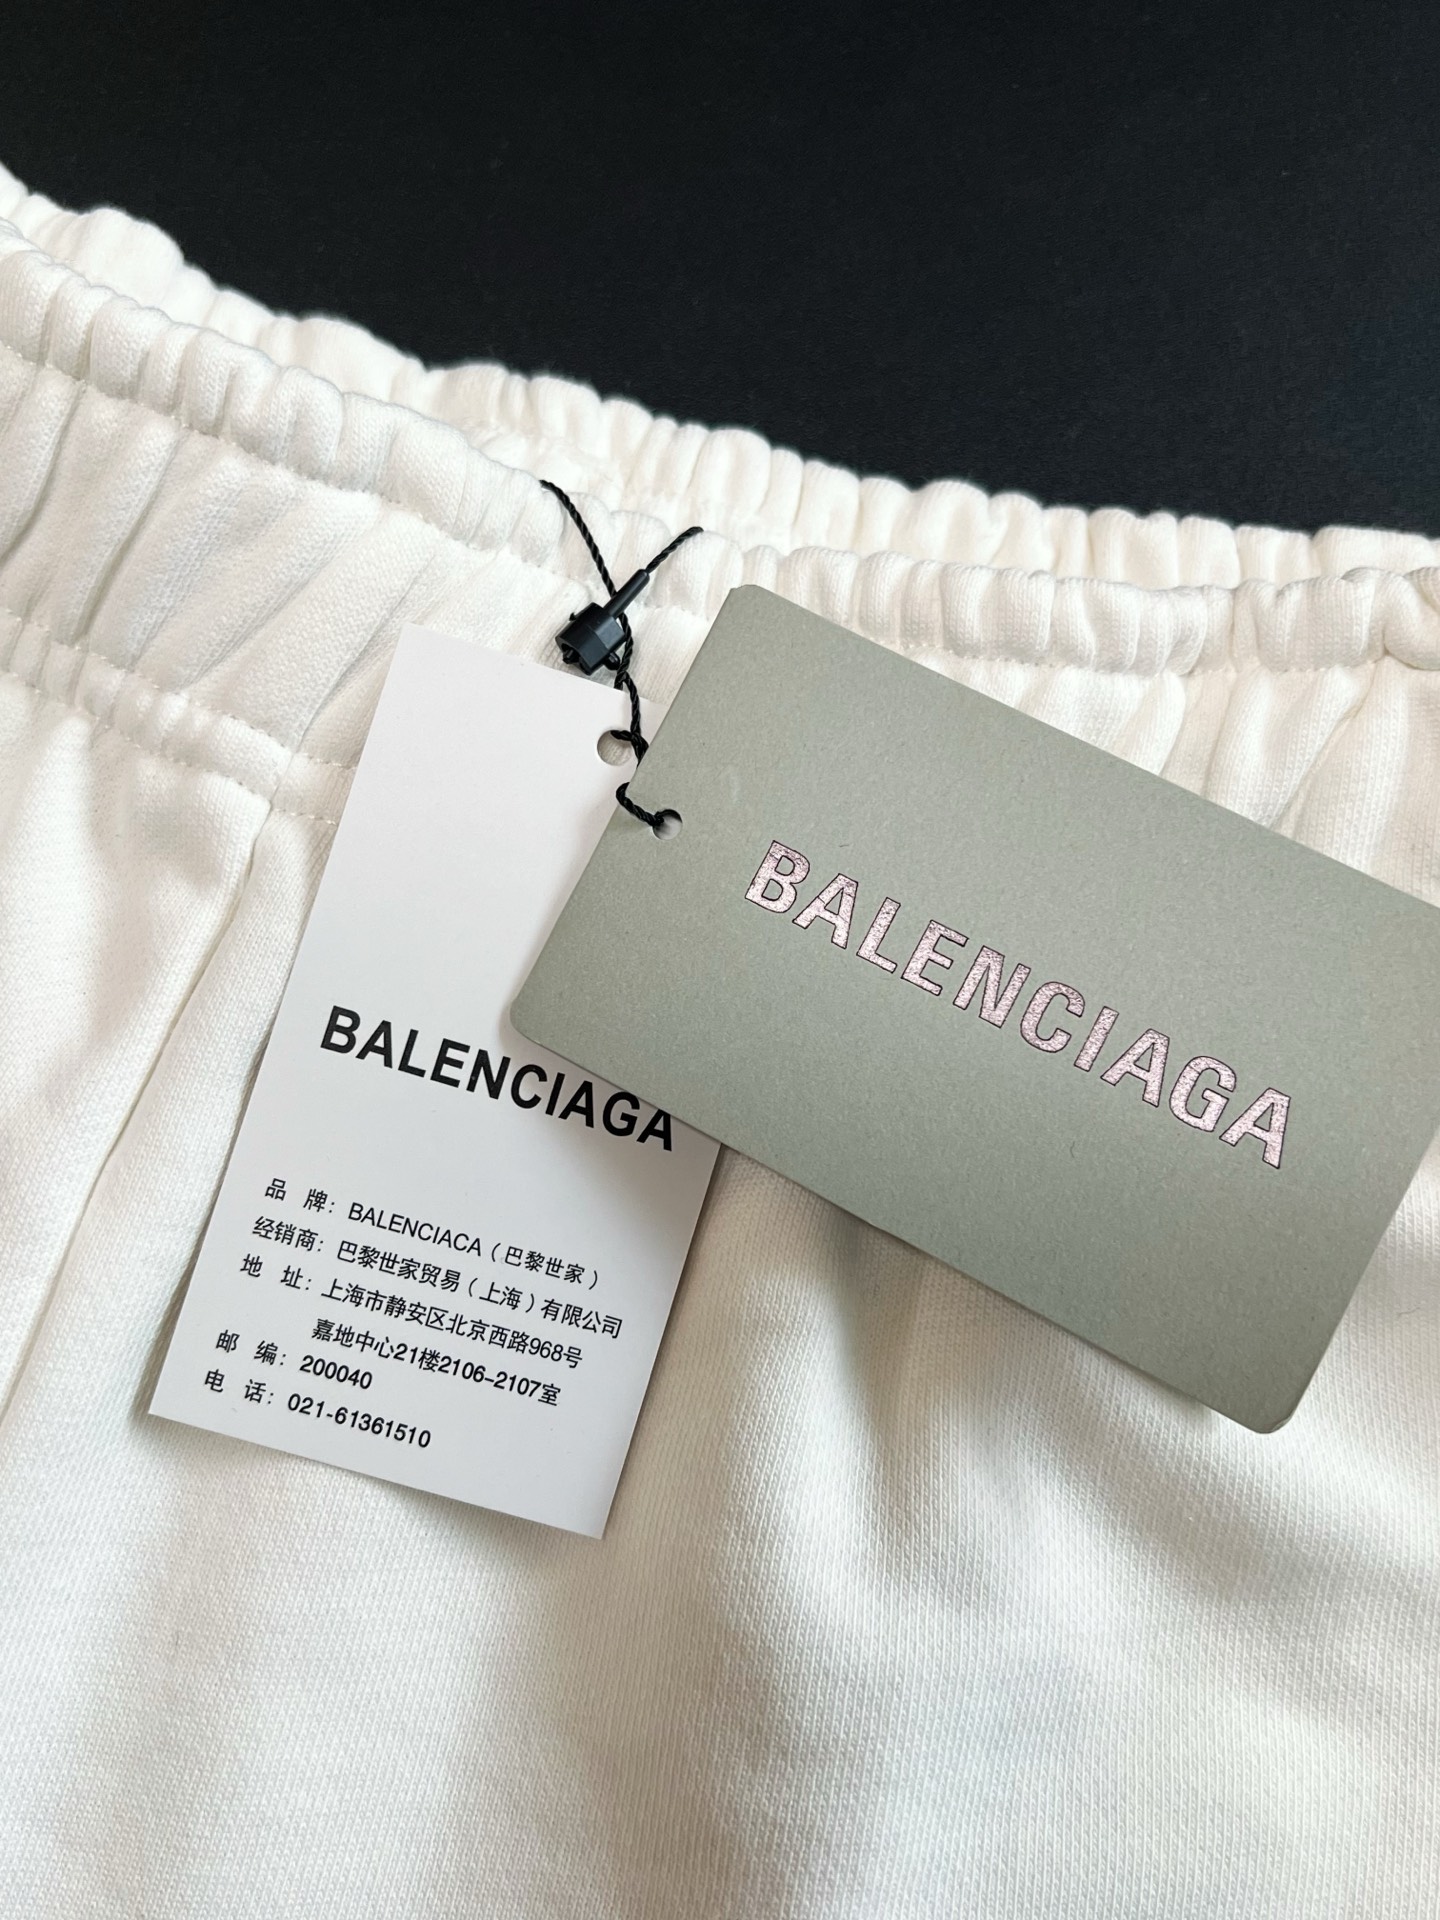 BALENCIAGA
品 牌：BALENCIACA（巴黎世家）
经销商：巴黎世家贸易（上海）有限公司
地 址：上海市静安区北京西路968号
嘉地中心21楼2106-2107室
邮 编：200040
电 话：021-61361510
BALENCIAGA